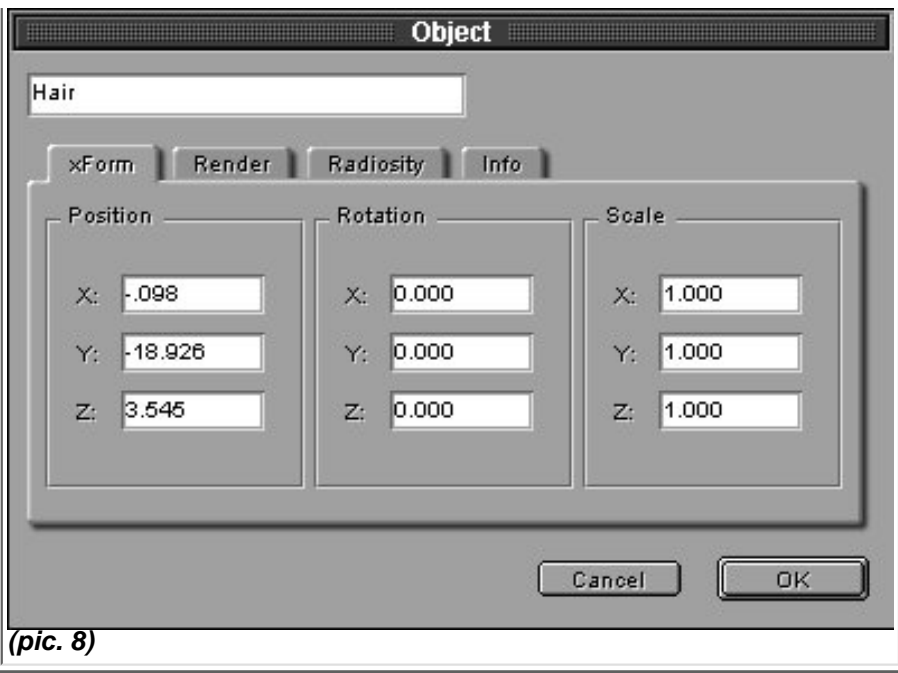 Object
Hair
xForm Render Radiosity Info
Position Rotation Scale
X: -.098 X: 0.000 X: 1.000
Y: -18.926 Y: 0.000 Y: 1.000
Z: 3.545 Z: 0.000 Z: 1.000
Cancel OK
(pic. 8)